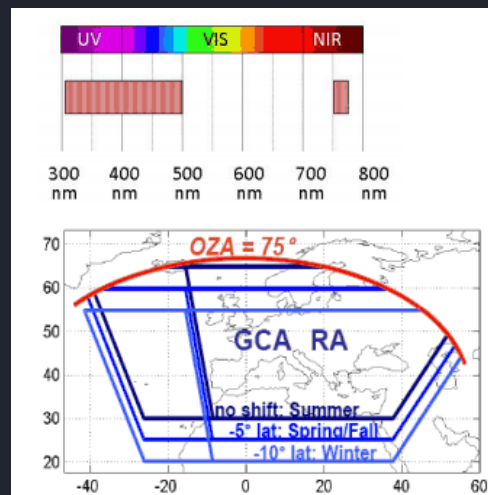 UV VIS NIR
300 400 500 600 700 800
nm nm nm nm nm nm
70
OZA = 75°
60
50
GCA RA
40
30
no shift: Summer
-5° lat: Spring/Fall
-10° lat: Winter
20
-40 -20 0 20 40 60